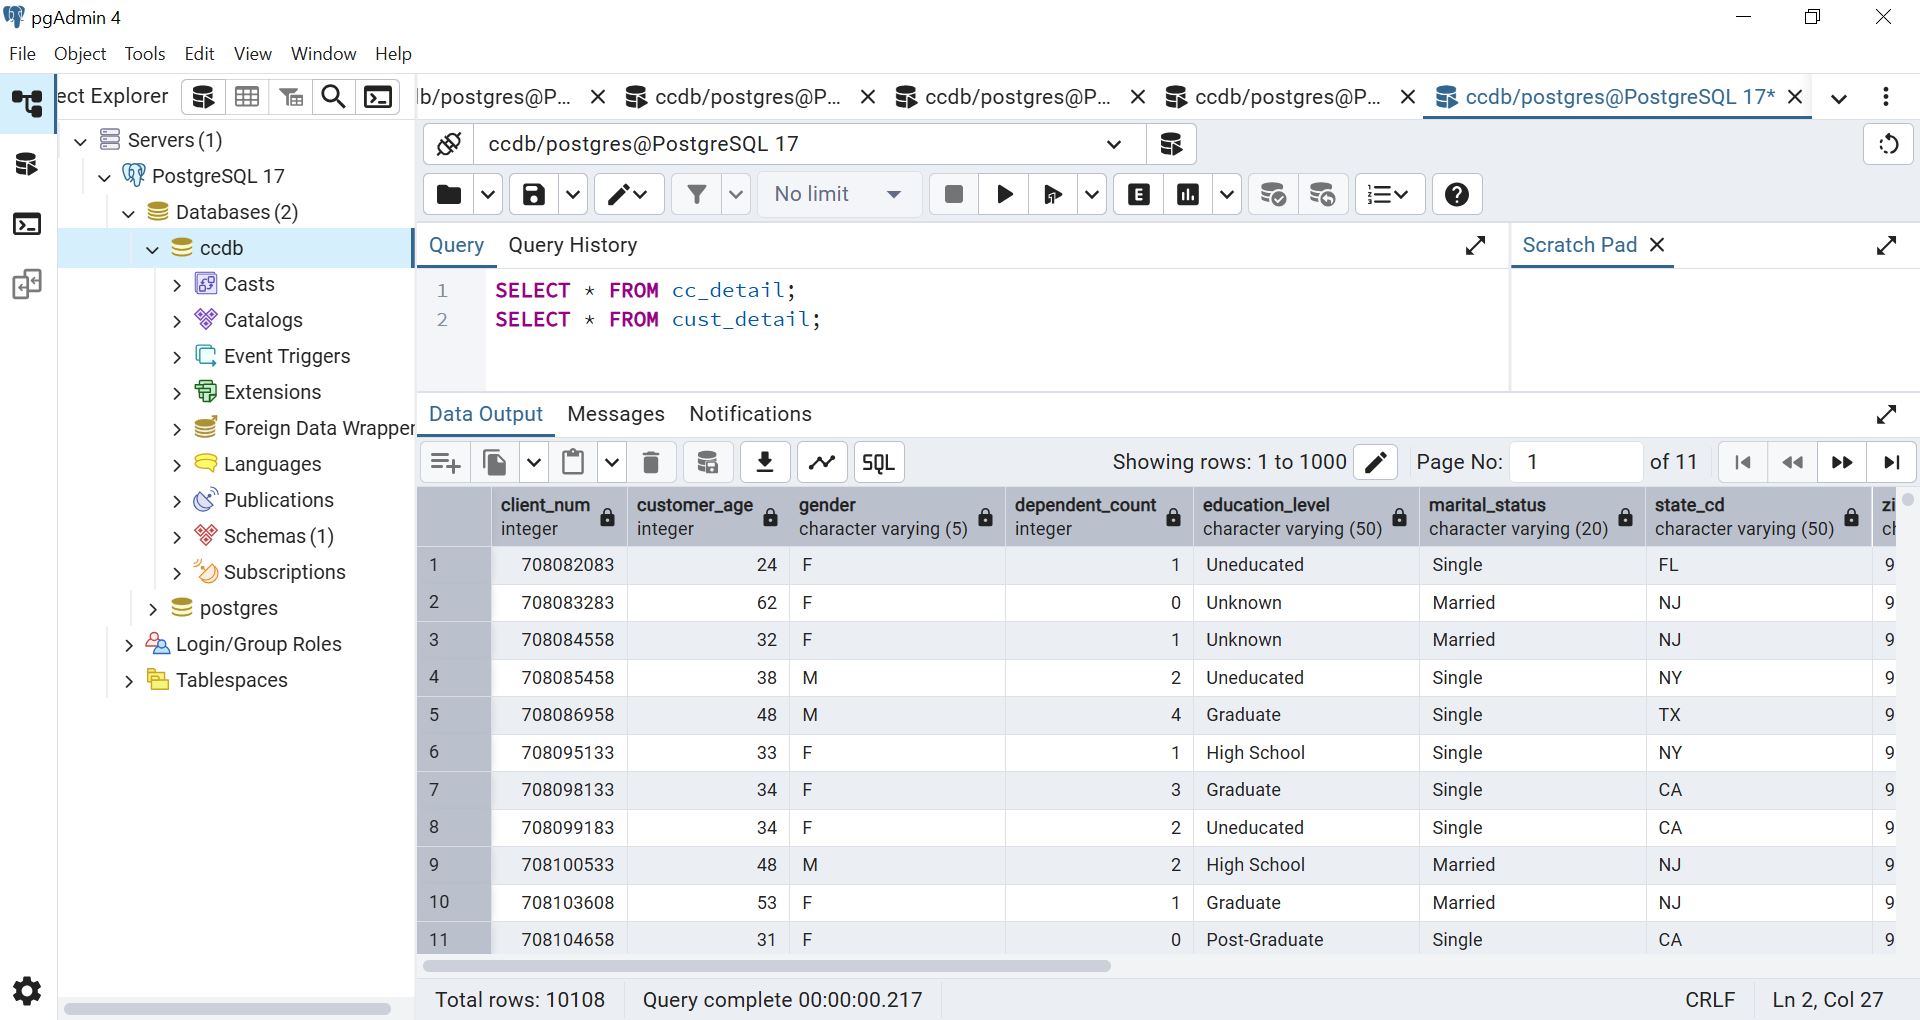 pgAdmin 4
File Object Tools Edit View Window Help
ect Explorer
lb/postgres@P... ccdb/postgres@P... ccdb/postgres@P... ccdb/postgres@P... ccdb/postgres@PostgreSQL 17*
Servers (1)
PostgreSQL 17
Databases (2)
ccdb
Casts
Catalogs
Event Triggers
Extensions
Foreign Data Wrapper
Languages
Publications
Schemas (1)
Subscriptions
postgres
Login/Group Roles
Tablespaces
ccdb/postgres@PostgreSQL 17
No limit E
Query Query History Scratch Pad
1 SELECT * FROM cc_detail;
2 SELECT * FROM cust_detail;
Data Output Messages Notifications
SQL Showing rows: 1 to 1000 Page No: 1 of 11
client_num customer_age gender dependent_count education_level marital_status state_cd zi
integer integer character varying (5) integer character varying (50) character varying (20) character varying (50) ch
1 708082083 24 F 1 Uneducated Single FL 9
2 708083283 62 F 0 Unknown Married NJ 9
3 708084558 32 F 1 Unknown Married NJ 9
4 708085458 38 M 2 Uneducated Single NY 9
5 708086958 48 M 4 Graduate Single TX 9
6 708095133 33 F 1 High School Single NY 9
7 708098133 34 F 3 Graduate Single CA 9
8 708099183 34 F 2 Uneducated Single CA 9
9 708100533 48 M 2 High School Married NJ 9
10 708103608 53 F 1 Graduate Married NJ 9
11 708104658 31 F 0 Post-Graduate Single CA 9
Total rows: 10108 Query complete 00:00:00.217 CRLF Ln 2, Col 27